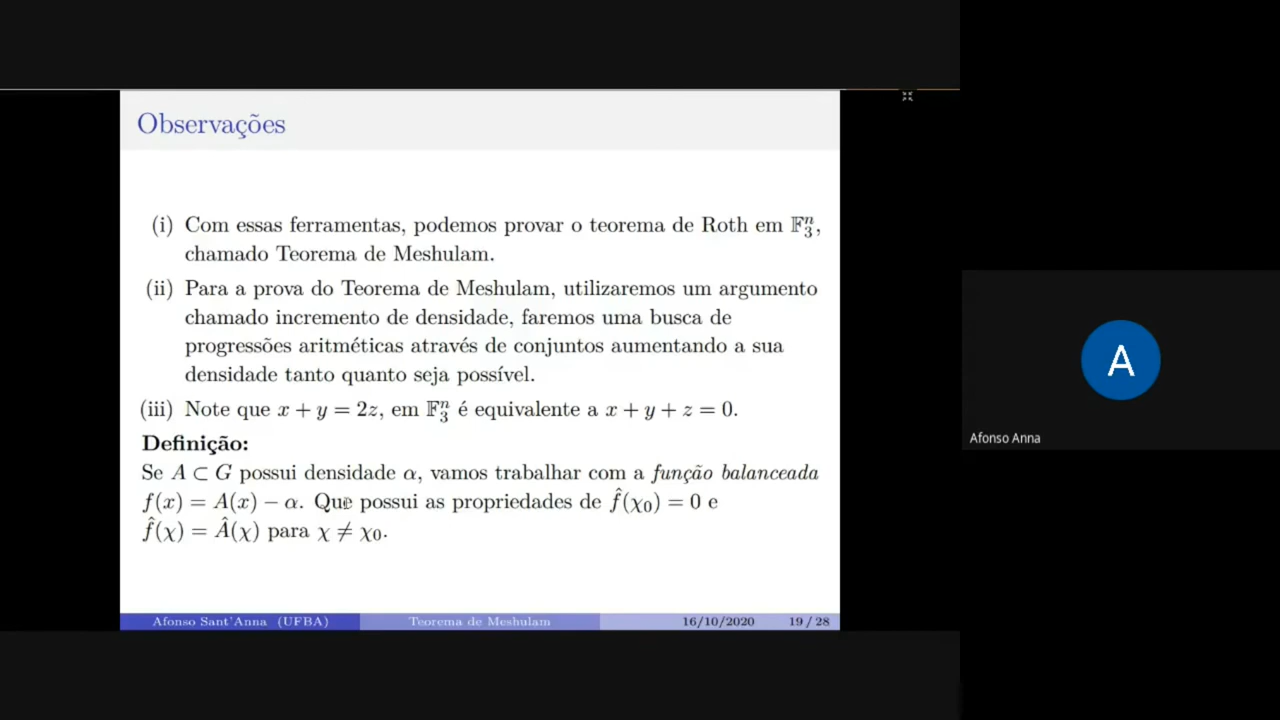 Observações
(i) Com essas ferramentas, podemos provar o teorema de Roth em 𝔽₃ⁿ,
chamado Teorema de Meshulam.
(ii) Para a prova do Teorema de Meshulam, utilizaremos um argumento
chamado incremento de densidade, faremos uma busca de
progressões aritméticas através de conjuntos aumentando a sua
densidade tanto quanto seja possível.
(iii) Note que x + y = 2z, em 𝔽₃ⁿ é equivalente a x + y + z = 0.
Definição:
Se A ⊂ G possui densidade α, vamos trabalhar com a função balanceada
f(x) = A(x) − α. Que possui as propriedades de f̂(χ₀) = 0 e
f̂(χ) = Â(χ) para χ ≠ χ₀.
Afonso Sant'Anna (UFBA) Teorema de Meshulam 16/10/2020 19 / 28
A
Afonso Anna